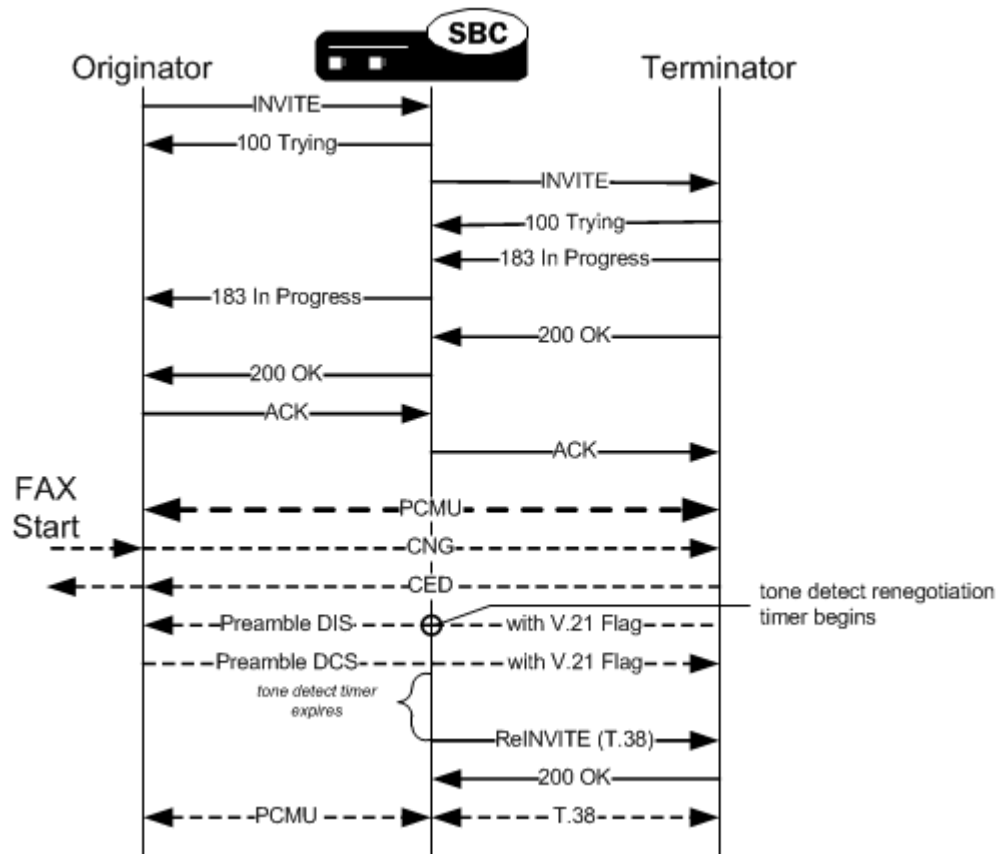 SBC
Originator
Terminator
INVITE
100 Trying
INVITE
100 Trying
183 In Progress
183 In Progress
200 OK
200 OK
ACK
ACK
FAX
Start
PCMU
CNG
CED
tone detect renegotiation
timer begins
Preamble DIS
with V.21 Flag
Preamble DCS
with V.21 Flag
tone detect timer
expires
ReINVITE (T.38)
200 OK
PCMU
T.38